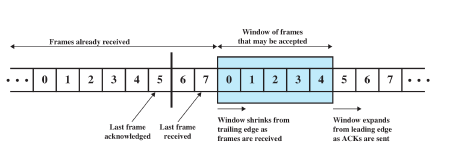 Window of frames
that may be accepted
Frames already received
• • • 0 1 2 3 4 5 6 7 0 1 2 3 4 5 6 7 • • •
Last frame
acknowledged
Last frame
received
Window shrinks from
trailing edge as
frames are received
Window expands
from leading edge
as ACKs are sent